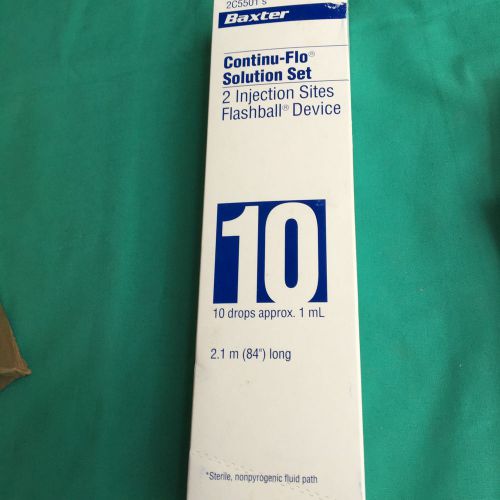 2C5501 s
Baxter
Continu-Flo®
Solution Set
2 Injection Sites
Flashball® Device
10
10 drops approx. 1 mL
2.1 m (84") long
*Sterile, nonpyrogenic fluid path